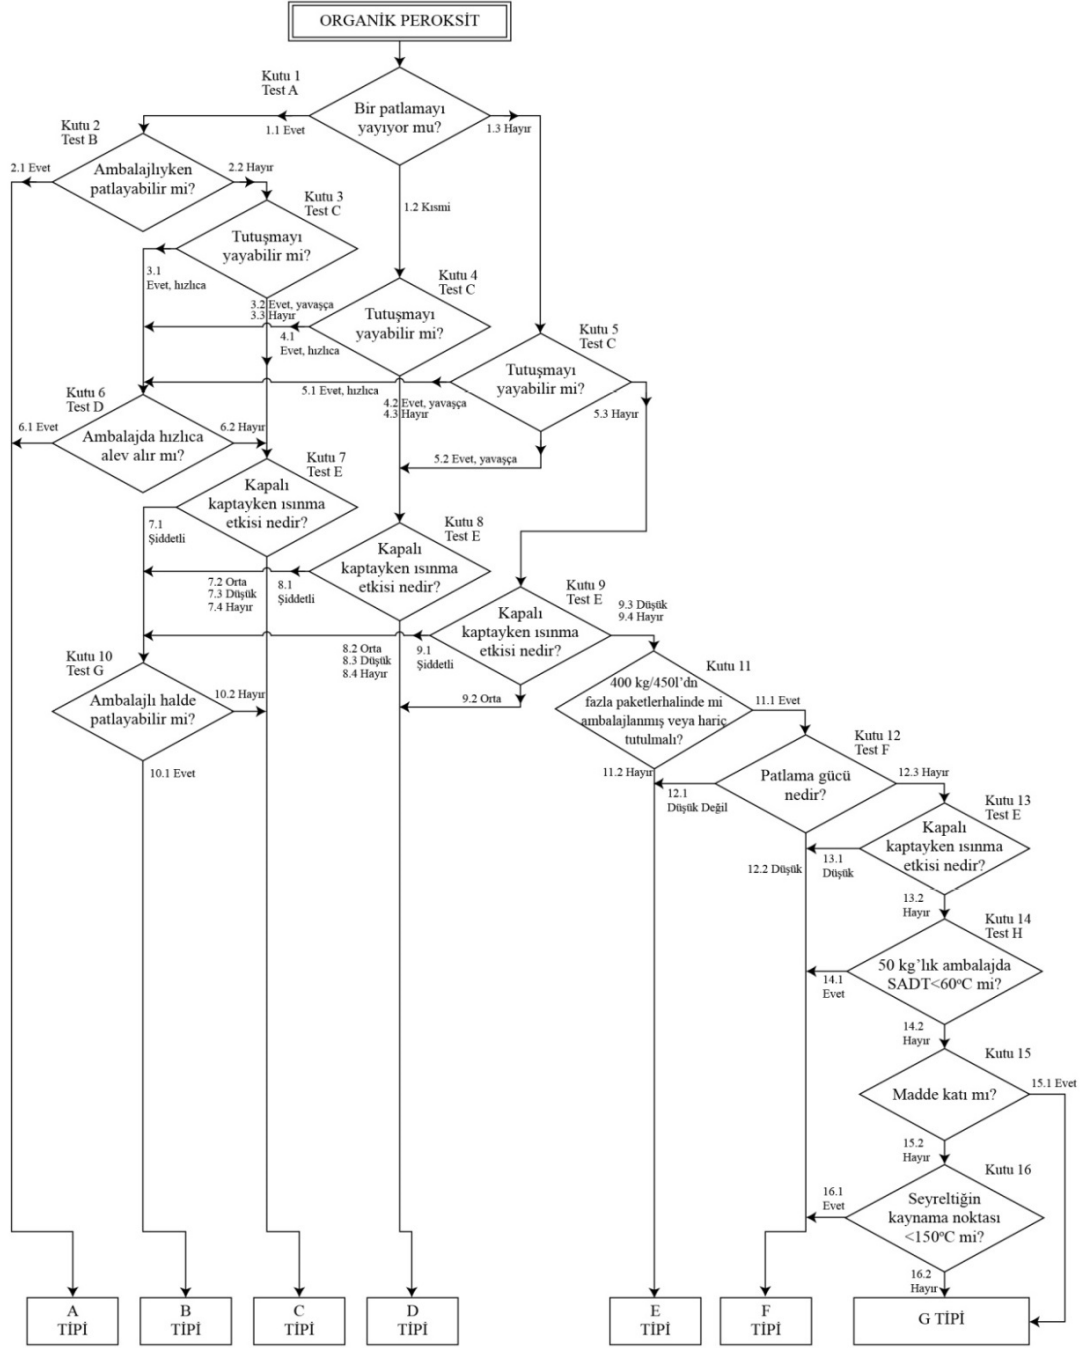 ORGANİK PEROKSİT
Kutu 1
Test A
Bir patlamayı
yayıyor mu?
1.1 Evet
1.3 Hayır
1.2 Kısmi
Kutu 2
Test B
Ambalajlıyken
patlayabilir mi?
2.1 Evet
2.2 Hayır
Kutu 3
Test C
Tutuşmayı
yayabilir mi?
3.1
Evet, hızlıca
3.2 Evet, yavaşça
3.3 Hayır
Kutu 4
Test C
Tutuşmayı
yayabilir mi?
4.1
Evet, hızlıca
4.2 Evet, yavaşça
4.3 Hayır
Kutu 5
Test C
Tutuşmayı
yayabilir mi?
5.1 Evet, hızlıca
5.3 Hayır
5.2 Evet, yavaşça
Kutu 6
Test D
Ambalajda hızlıca
alev alır mı?
6.1 Evet
6.2 Hayır
Kutu 7
Test E
Kapalı
kaptayken ısınma
etkisi nedir?
7.1
Şiddetli
7.2 Orta
7.3 Düşük
7.4 Hayır
Kutu 8
Test E
Kapalı
kaptayken ısınma
etkisi nedir?
8.1
Şiddetli
8.2 Orta
8.3 Düşük
8.4 Hayır
Kutu 9
Test E
Kapalı
kaptayken ısınma
etkisi nedir?
9.1
Şiddetli
9.2 Orta
9.3 Düşük
9.4 Hayır
Kutu 10
Test G
Ambalajlı halde
patlayabilir mi?
10.2 Hayır
10.1 Evet
Kutu 11
400 kg/450l’dn
fazla paketlerhalinde mi
ambalajlanmış veya hariç
tutulmalı?
11.1 Evet
11.2 Hayır
Kutu 12
Test F
Patlama gücü
nedir?
12.1
Düşük Değil
12.3 Hayır
12.2 Düşük
Kutu 13
Test E
Kapalı
kaptayken ısınma
etkisi nedir?
13.1
Düşük
13.2
Hayır
Kutu 14
Test H
50 kg’lık ambalajda
SADT<60°C mi?
14.1
Evet
14.2
Hayır
Kutu 15
Madde katı mı?
15.1 Evet
15.2
Hayır
Kutu 16
Seyreltiğin
kaynama noktası
<150°C mi?
16.1
Evet
16.2
Hayır
A
TİPİ
B
TİPİ
C
TİPİ
D
TİPİ
E
TİPİ
F
TİPİ
G TİPİ